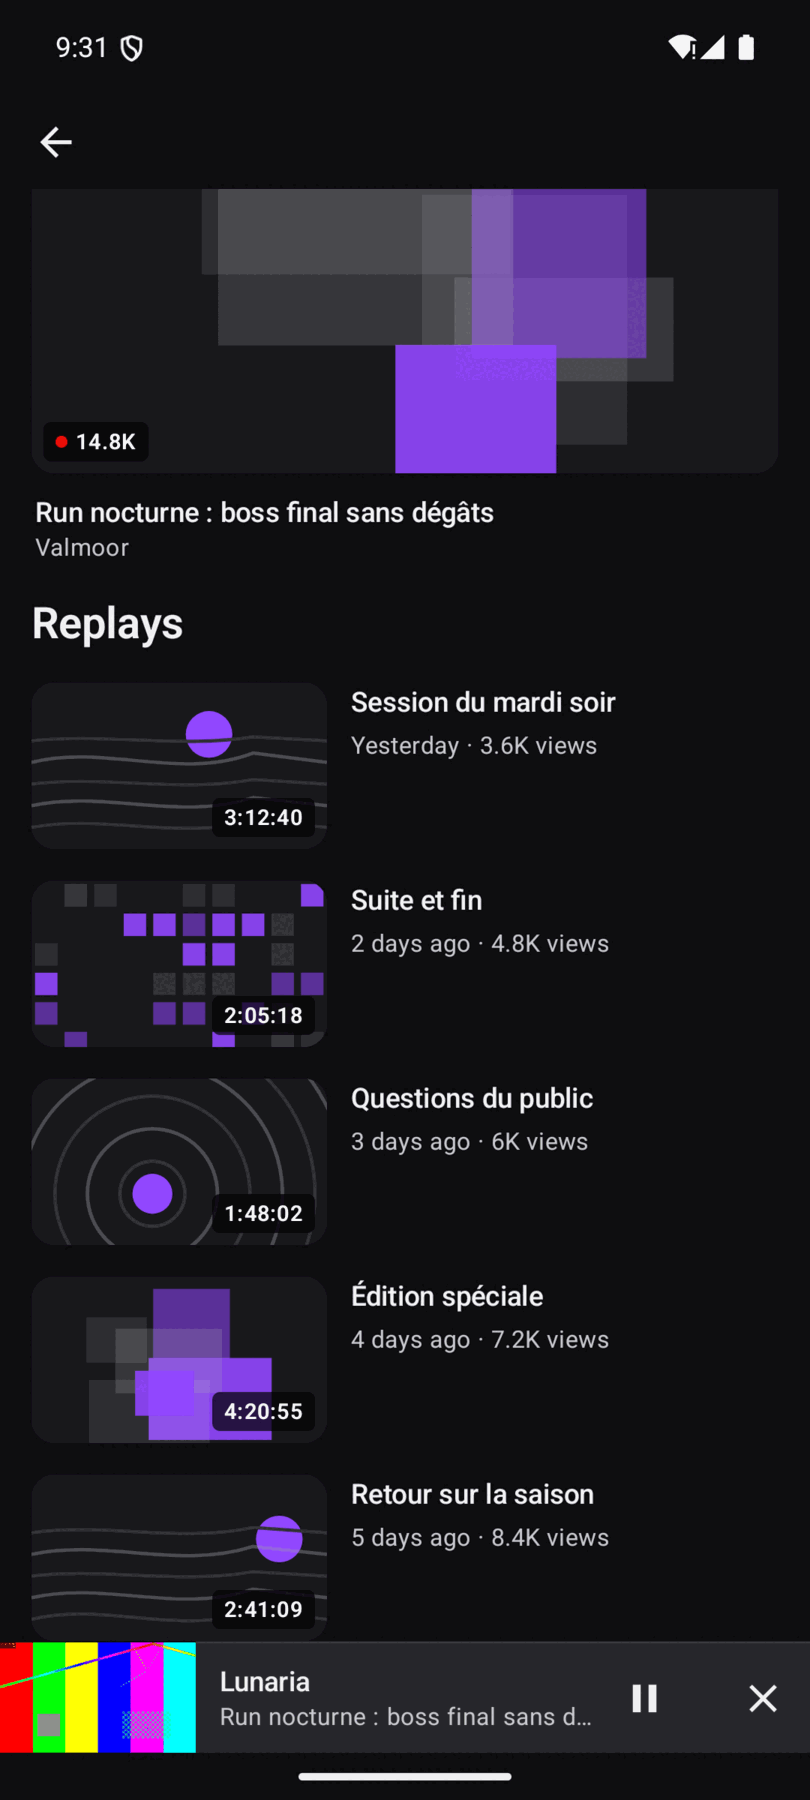 9:31
14.8K
Run nocturne : boss final sans dégâts
Valmoor
Replays
Session du mardi soir
Yesterday · 3.6K views
3:12:40
Suite et fin
2 days ago · 4.8K views
2:05:18
Questions du public
3 days ago · 6K views
1:48:02
Édition spéciale
4 days ago · 7.2K views
4:20:55
Retour sur la saison
5 days ago · 8.4K views
2:41:09
Lunaria
Run nocturne : boss final sans d…